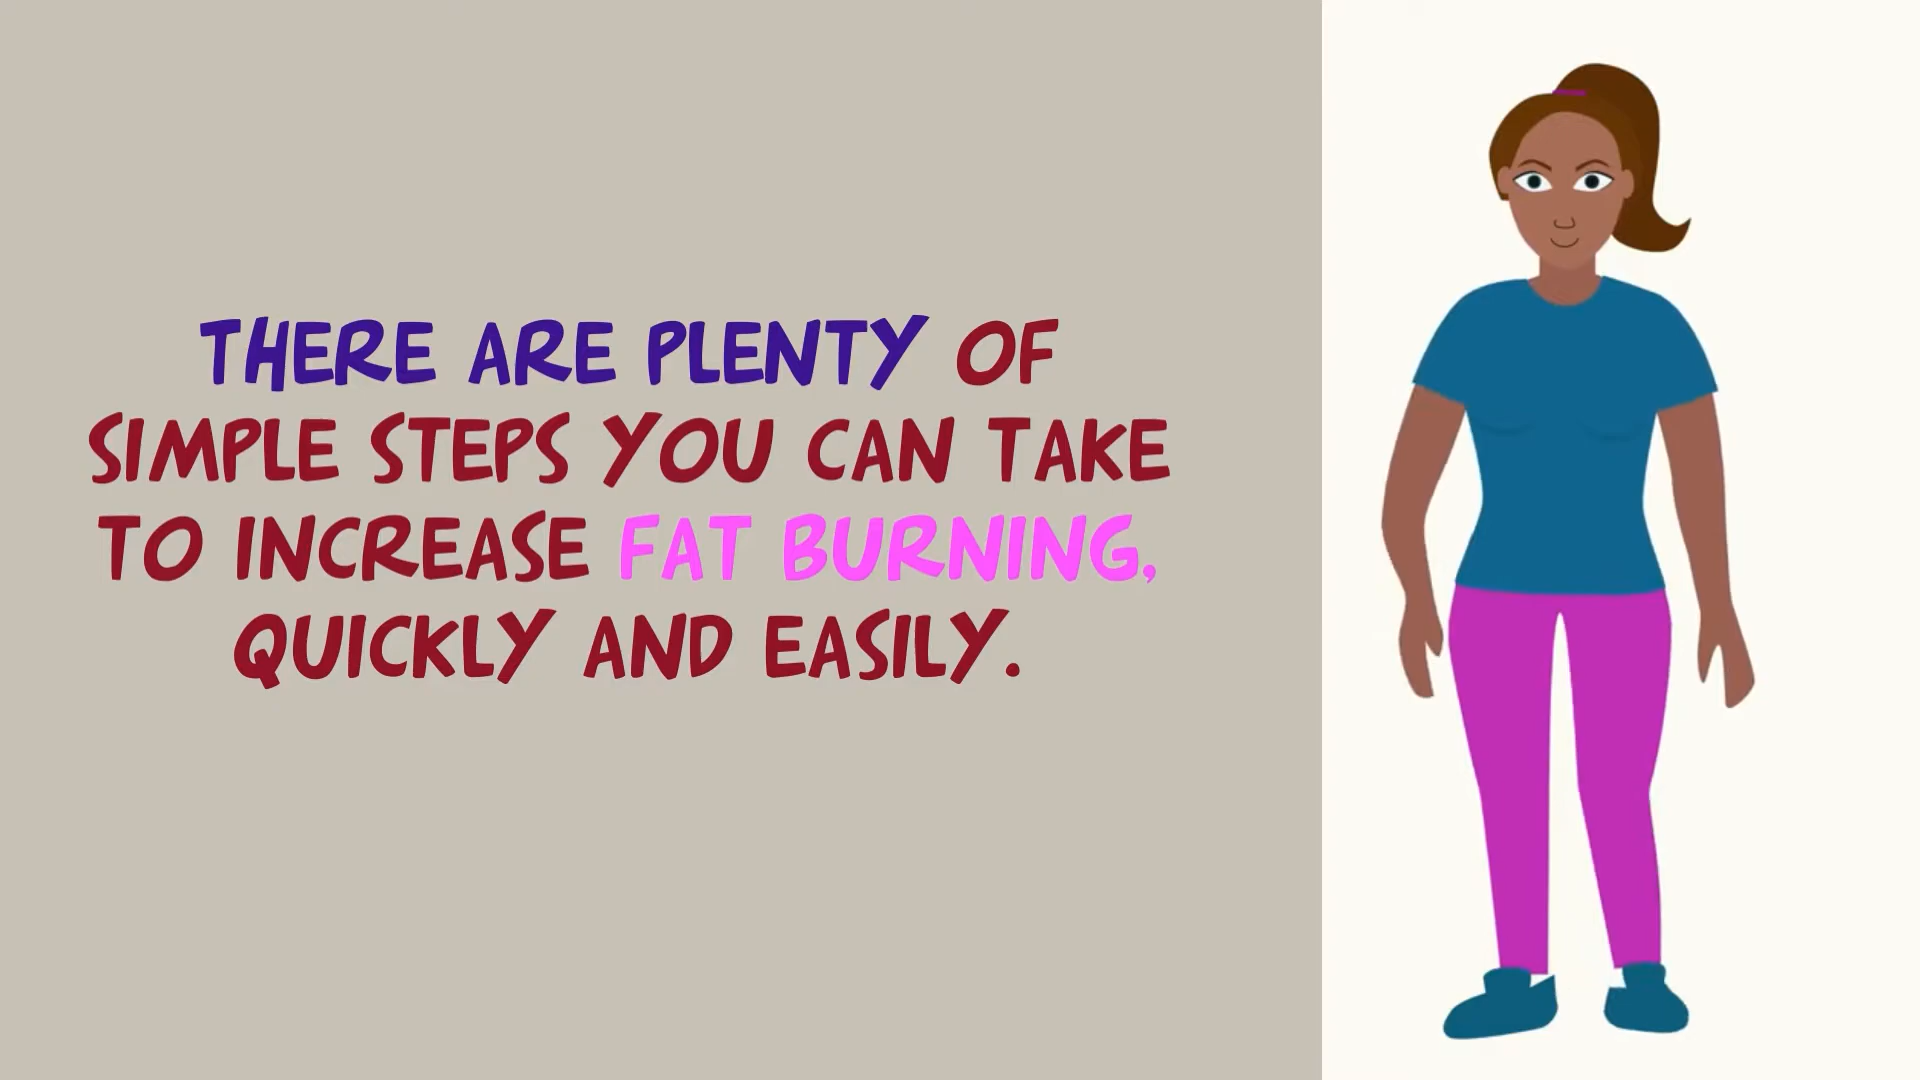 THERE ARE PLENTY OF
SIMPLE STEPS YOU CAN TAKE
TO INCREASE FAT BURNING,
QUICKLY AND EASILY.